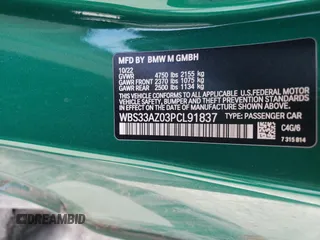 MFD BY BMW M GMBH
10/22
GVWR 4750 lbs 2155 kg
GAWR FRONT 2370 lbs 1075 kg
GAWR REAR 2500 lbs 1134 kg
THIS VEHICLE CONFORMS TO ALL APPLICABLE U.S. FEDERAL MOTOR
VEHICLE SAFETY, BUMPER, AND THEFT PREVENTION STANDARDS
IN EFFECT ON THE DATE OF MANUFACTURE SHOWN ABOVE.
WBS33AZ03PCL91837 TYPE: PASSENGER CAR
C4G/6
7 315 814
DREAMBID